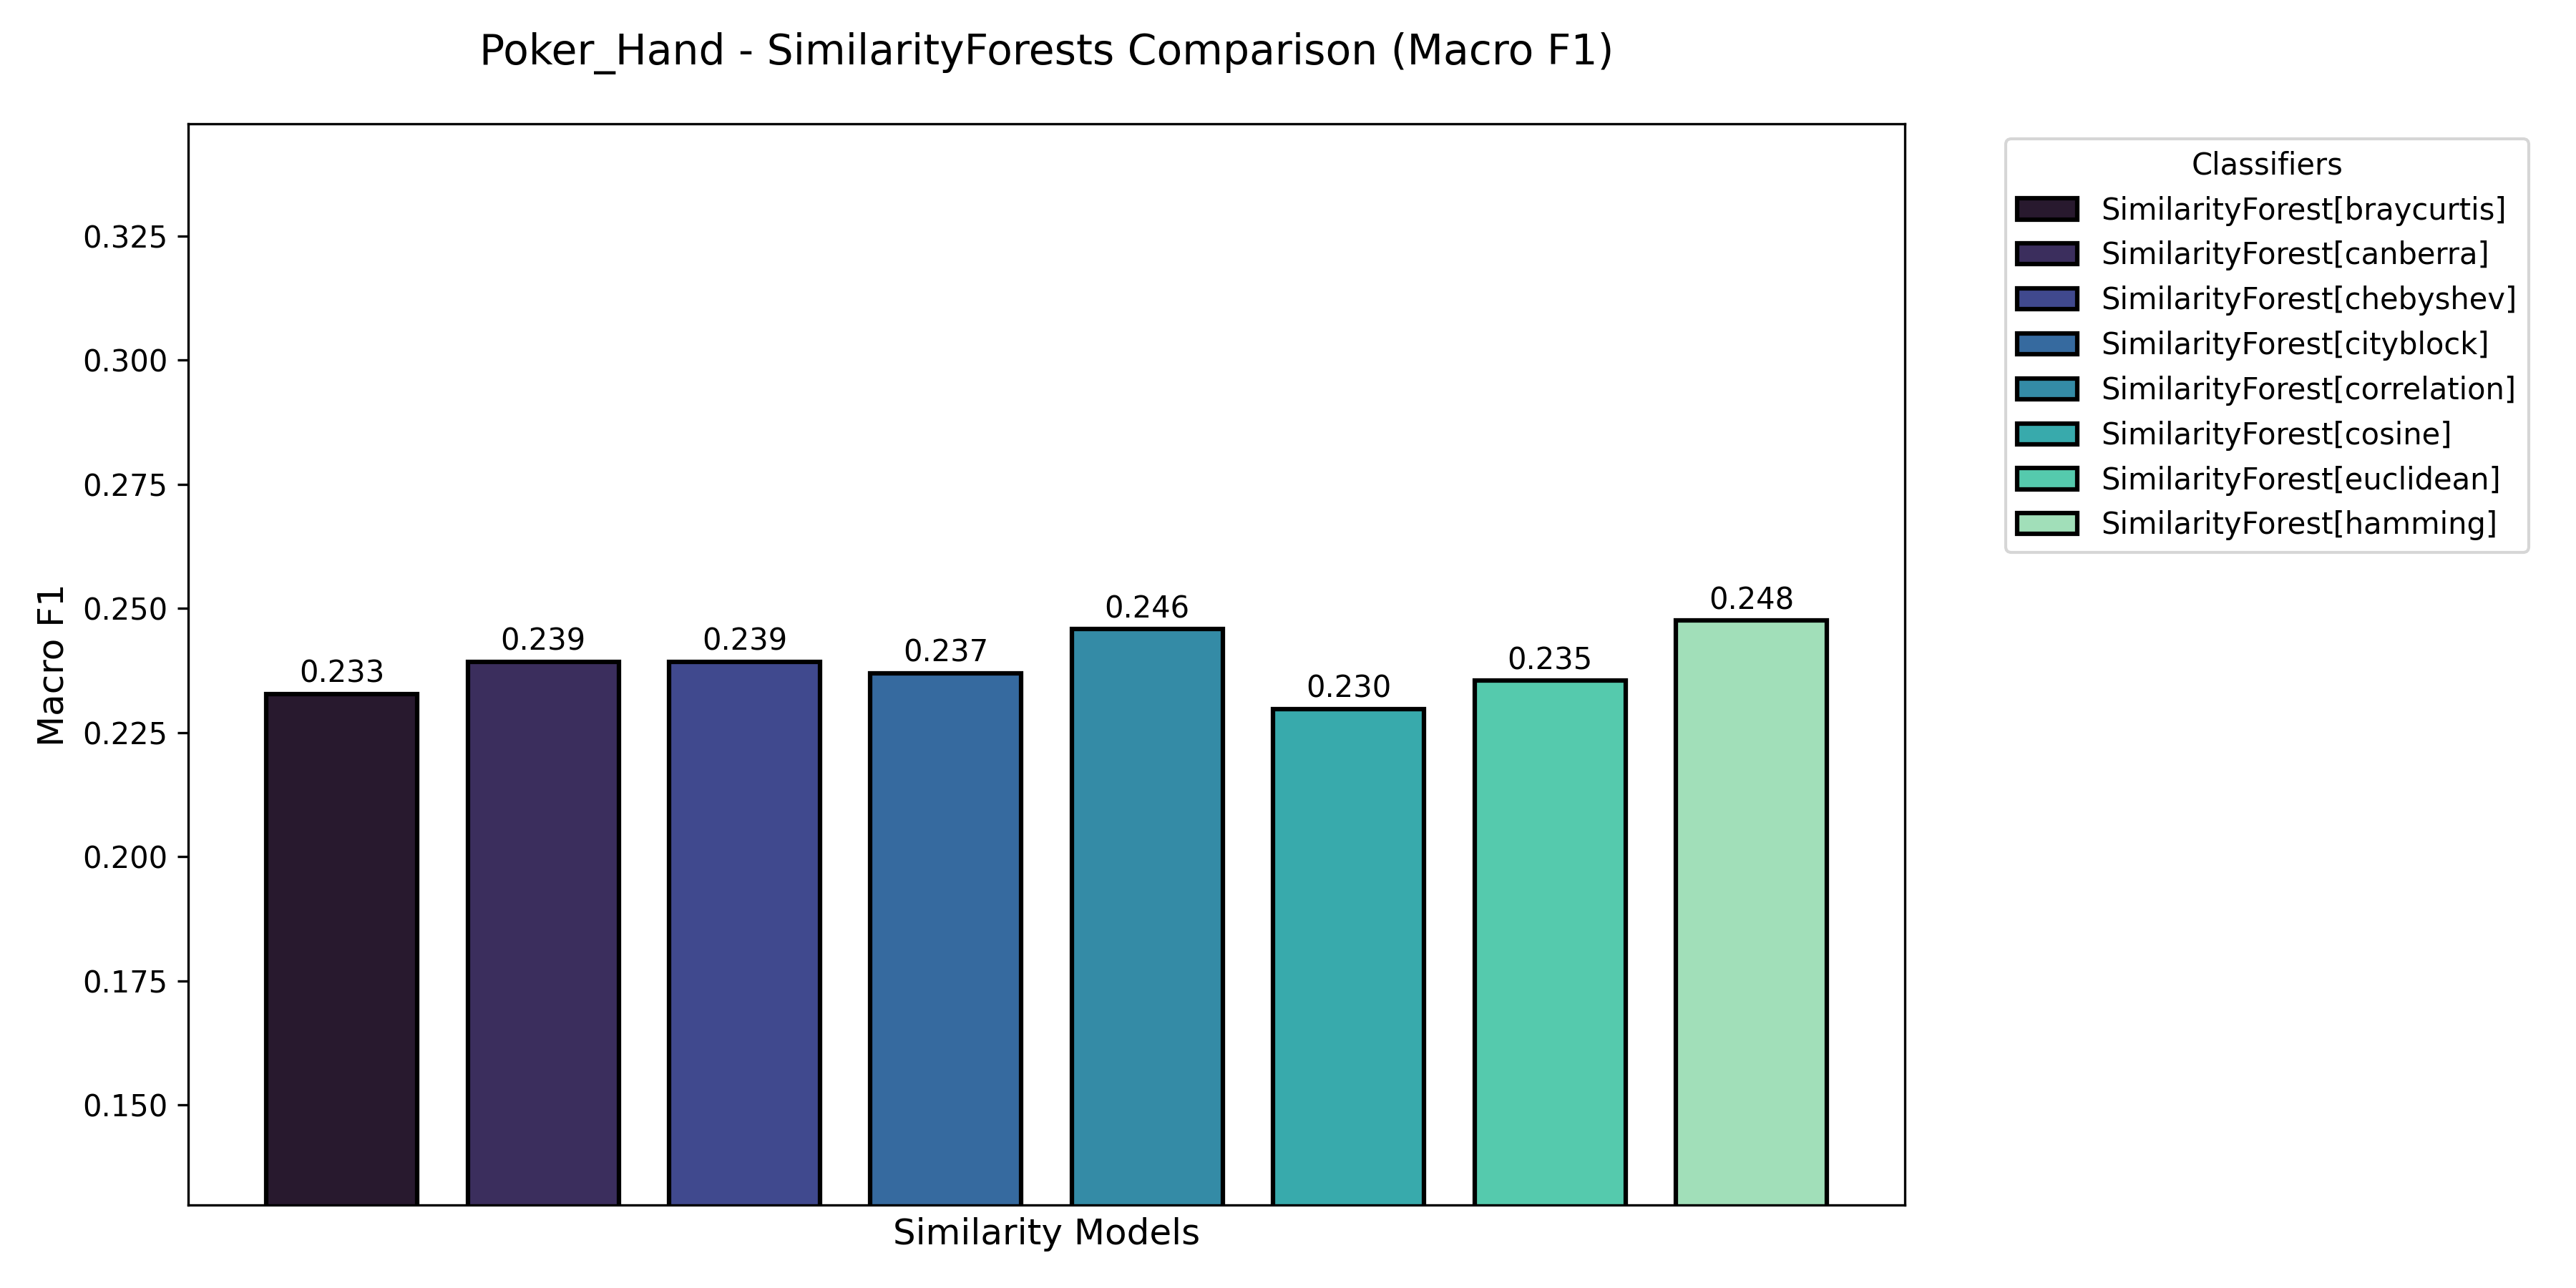 Poker_Hand - SimilarityForests Comparison (Macro F1)
Macro F1
0.325
0.300
0.275
0.250
0.225
0.200
0.175
0.150
0.233
0.239
0.239
0.237
0.246
0.230
0.235
0.248
Similarity Models
Classifiers
SimilarityForest[braycurtis]
SimilarityForest[canberra]
SimilarityForest[chebyshev]
SimilarityForest[cityblock]
SimilarityForest[correlation]
SimilarityForest[cosine]
SimilarityForest[euclidean]
SimilarityForest[hamming]